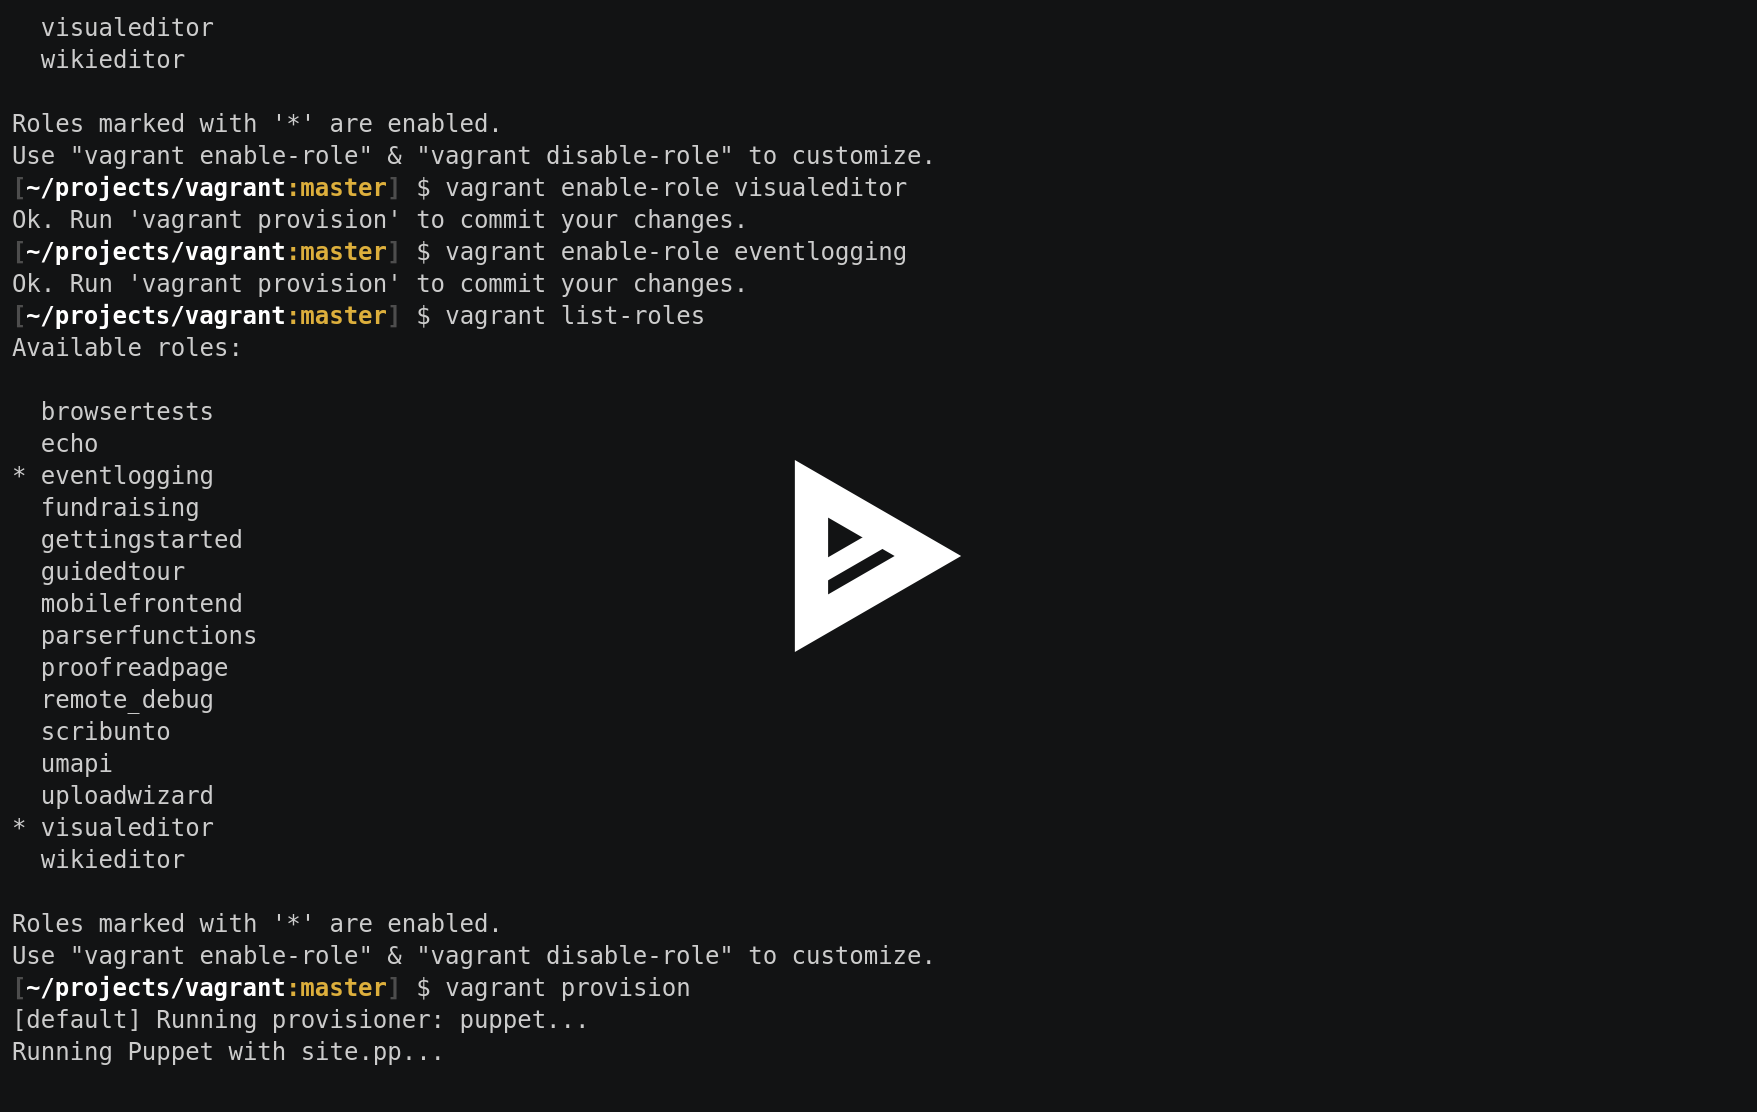 visualeditor
wikieditor
Roles marked with '*' are enabled.
Use "vagrant enable-role" & "vagrant disable-role" to customize.
[~/projects/vagrant:master] $ vagrant enable-role visualeditor
Ok. Run 'vagrant provision' to commit your changes.
[~/projects/vagrant:master] $ vagrant enable-role eventlogging
Ok. Run 'vagrant provision' to commit your changes.
[~/projects/vagrant:master] $ vagrant list-roles
Available roles:
browsertests
echo
* eventlogging
fundraising
gettingstarted
guidedtour
mobilefrontend
parserfunctions
proofreadpage
remote_debug
scribunto
umapi
uploadwizard
* visualeditor
wikieditor
Roles marked with '*' are enabled.
Use "vagrant enable-role" & "vagrant disable-role" to customize.
[~/projects/vagrant:master] $ vagrant provision
[default] Running provisioner: puppet...
Running Puppet with site.pp...